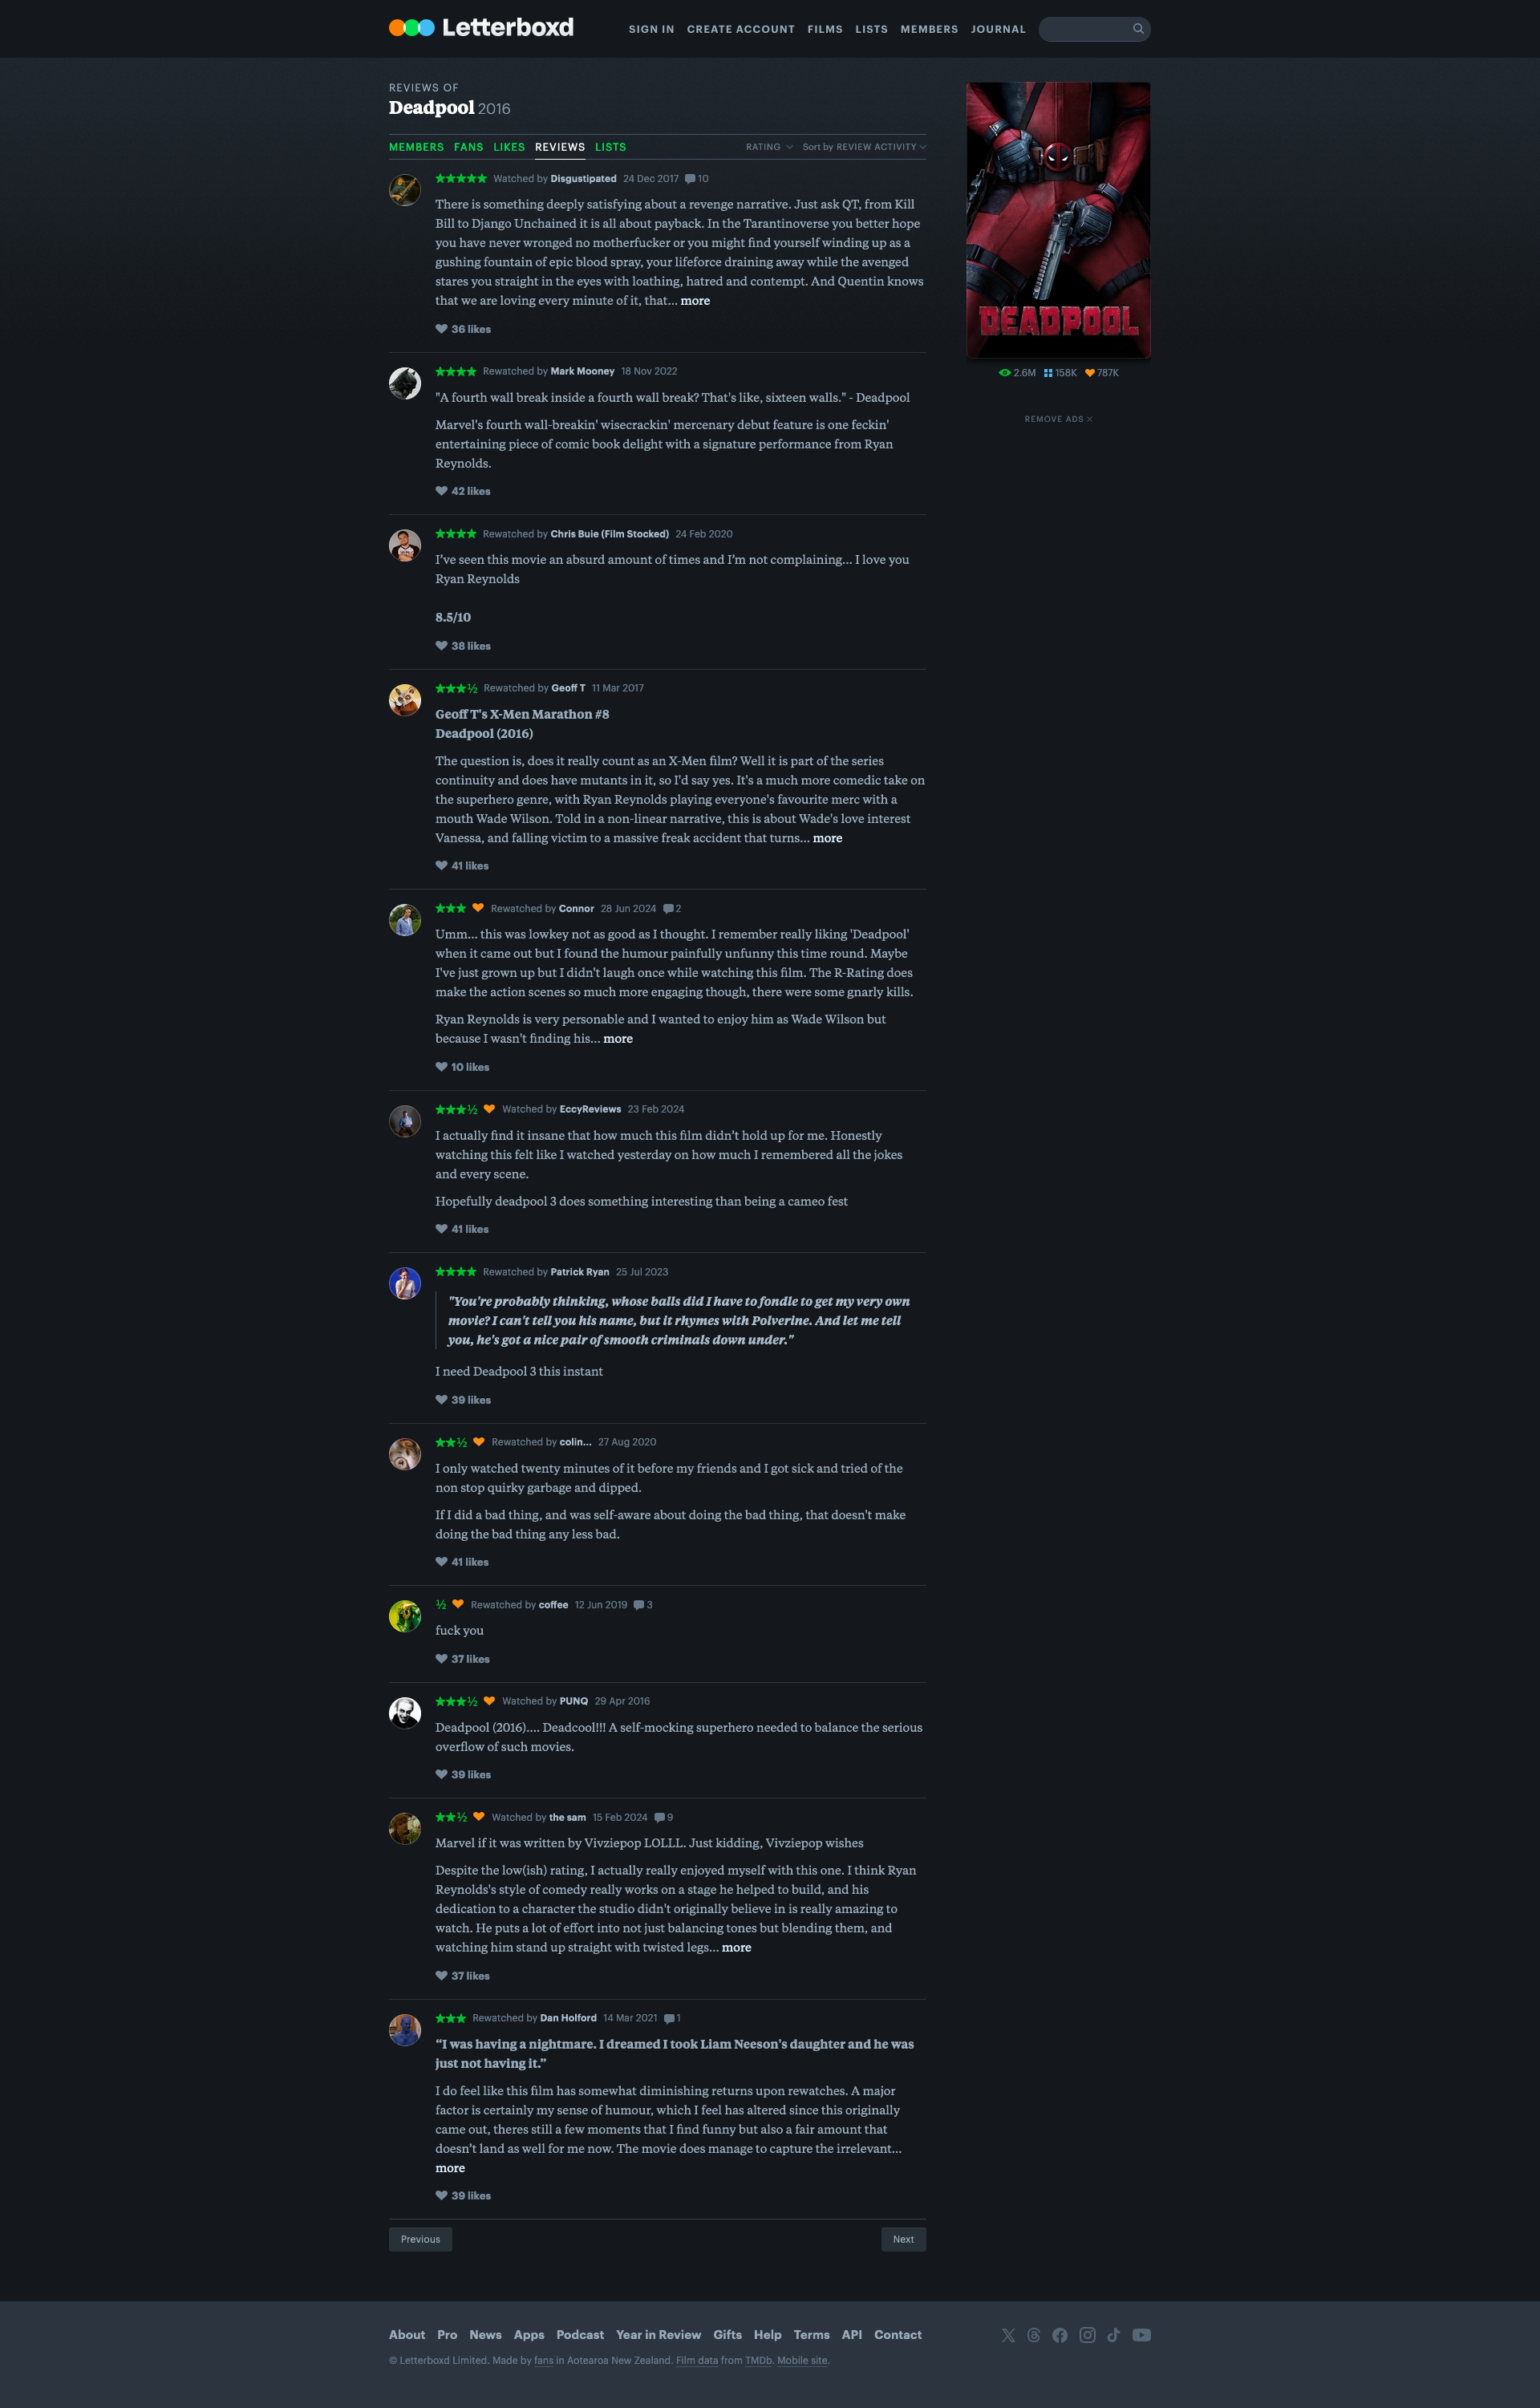 Letterboxd
SIGN IN CREATE ACCOUNT FILMS LISTS MEMBERS JOURNAL
REVIEWS OF
Deadpool 2016
MEMBERS FANS LIKES REVIEWS LISTS RATING Sort by REVIEW ACTIVITY
★★★★★ Watched by Disgustipated 24 Dec 2017 10
There is something deeply satisfying about a revenge narrative. Just ask QT, from Kill
Bill to Django Unchained it is all about payback. In the Tarantinoverse you better hope
you have never wronged no motherfucker or you might find yourself winding up as a
gushing fountain of epic blood spray, your lifeforce draining away while the avenged
stares you straight in the eyes with loathing, hatred and contempt. And Quentin knows
that we are loving every minute of it, that… more
36 likes
★★★★ Rewatched by Mark Mooney 18 Nov 2022
"A fourth wall break inside a fourth wall break? That's like, sixteen walls." - Deadpool
Marvel's fourth wall-breakin' wisecrackin' mercenary debut feature is one feckin'
entertaining piece of comic book delight with a signature performance from Ryan
Reynolds.
42 likes
★★★★ Rewatched by Chris Buie (Film Stocked) 24 Feb 2020
I’ve seen this movie an absurd amount of times and I’m not complaining... I love you
Ryan Reynolds
8.5/10
38 likes
★★★½ Rewatched by Geoff T 11 Mar 2017
Geoff T's X-Men Marathon #8
Deadpool (2016)
The question is, does it really count as an X-Men film? Well it is part of the series
continuity and does have mutants in it, so I'd say yes. It's a much more comedic take on
the superhero genre, with Ryan Reynolds playing everyone's favourite merc with a
mouth Wade Wilson. Told in a non-linear narrative, this is about Wade's love interest
Vanessa, and falling victim to a massive freak accident that turns… more
41 likes
★★★ Rewatched by Connor 28 Jun 2024 2
Umm... this was lowkey not as good as I thought. I remember really liking 'Deadpool'
when it came out but I found the humour painfully unfunny this time round. Maybe
I've just grown up but I didn't laugh once while watching this film. The R-Rating does
make the action scenes so much more engaging though, there were some gnarly kills.
Ryan Reynolds is very personable and I wanted to enjoy him as Wade Wilson but
because I wasn't finding his… more
10 likes
★★★½ Watched by EccyReviews 23 Feb 2024
I actually find it insane that how much this film didn't hold up for me. Honestly
watching this felt like I watched yesterday on how much I remembered all the jokes
and every scene.
Hopefully deadpool 3 does something interesting than being a cameo fest
41 likes
★★★★ Rewatched by Patrick Ryan 25 Jul 2023
"You're probably thinking, whose balls did I have to fondle to get my very own
movie? I can't tell you his name, but it rhymes with Polverine. And let me tell
you, he's got a nice pair of smooth criminals down under."
I need Deadpool 3 this instant
39 likes
★★½ Rewatched by colin… 27 Aug 2020
I only watched twenty minutes of it before my friends and I got sick and tried of the
non stop quirky garbage and dipped.
If I did a bad thing, and was self-aware about doing the bad thing, that doesn't make
doing the bad thing any less bad.
41 likes
½ Rewatched by coffee 12 Jun 2019 3
fuck you
37 likes
★★★½ Watched by PUNQ 29 Apr 2016
Deadpool (2016).... Deadcool!!! A self-mocking superhero needed to balance the serious
overflow of such movies.
39 likes
★★½ Watched by the sam 15 Feb 2024 9
Marvel if it was written by Vivziepop LOLLL. Just kidding, Vivziepop wishes
Despite the low(ish) rating, I actually really enjoyed myself with this one. I think Ryan
Reynolds's style of comedy really works on a stage he helped to build, and his
dedication to a character the studio didn't originally believe in is really amazing to
watch. He puts a lot of effort into not just balancing tones but blending them, and
watching him stand up straight with twisted legs… more
37 likes
★★★ Rewatched by Dan Holford 14 Mar 2021 1
“I was having a nightmare. I dreamed I took Liam Neeson's daughter and he was
just not having it.”
I do feel like this film has somewhat diminishing returns upon rewatches. A major
factor is certainly my sense of humour, which I feel has altered since this originally
came out, theres still a few moments that I find funny but also a fair amount that
doesn’t land as well for me now. The movie does manage to capture the irrelevant…
more
39 likes
Previous Next
DEADPOOL
2.6M 158K 787K
REMOVE ADS
About Pro News Apps Podcast Year in Review Gifts Help Terms API Contact
© Letterboxd Limited. Made by fans in Aotearoa New Zealand. Film data from TMDb. Mobile site.